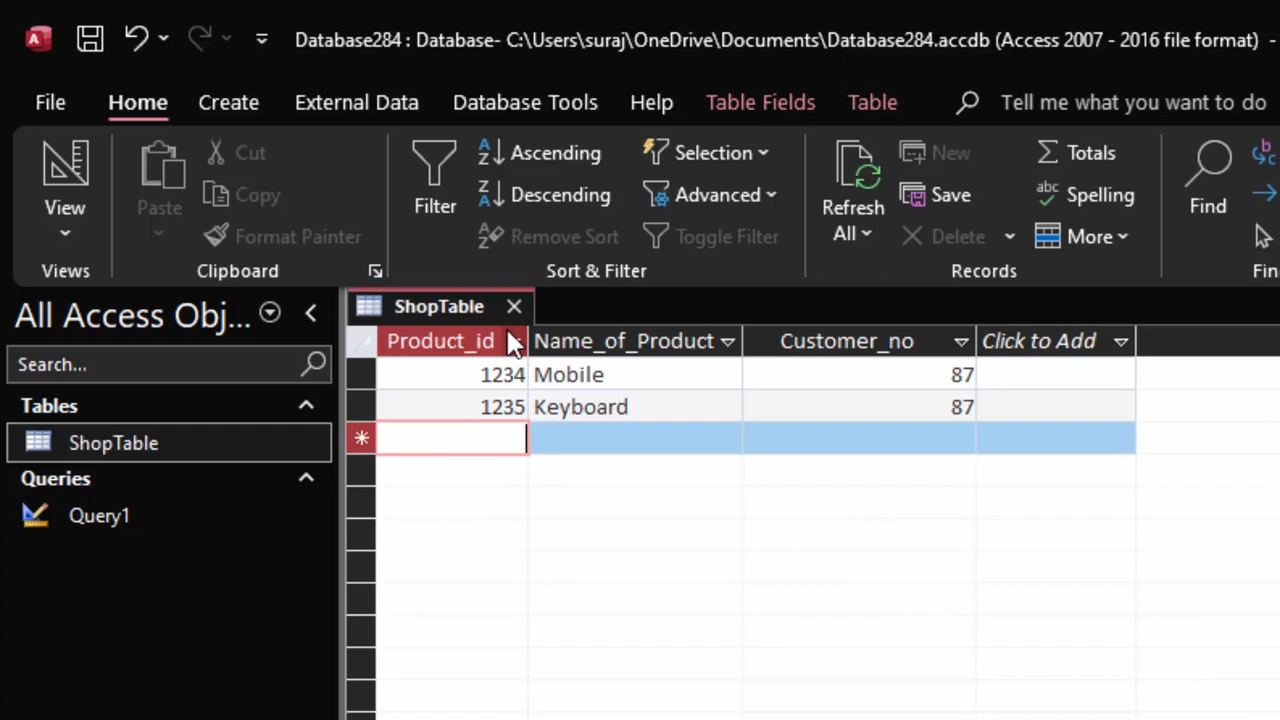 Database284 : Database- C:\Users\suraj\OneDrive\Documents\Database284.accdb (Access 2007 - 2016 file format) -
File Home Create External Data Database Tools Help Table Fields Table Tell me what you want to do
View
Views
Paste
Cut
Copy
Format Painter
Clipboard
Filter
Ascending
Descending
Remove Sort
Selection
Advanced
Toggle Filter
Sort & Filter
Refresh
All
New
Save
Delete
Totals
Spelling
More
Records
Find
All Access Obj...
Search...
Tables
ShopTable
Queries
Query1
ShopTable
Product_id Name_of_Product Customer_no Click to Add
1234 Mobile 87
1235 Keyboard 87